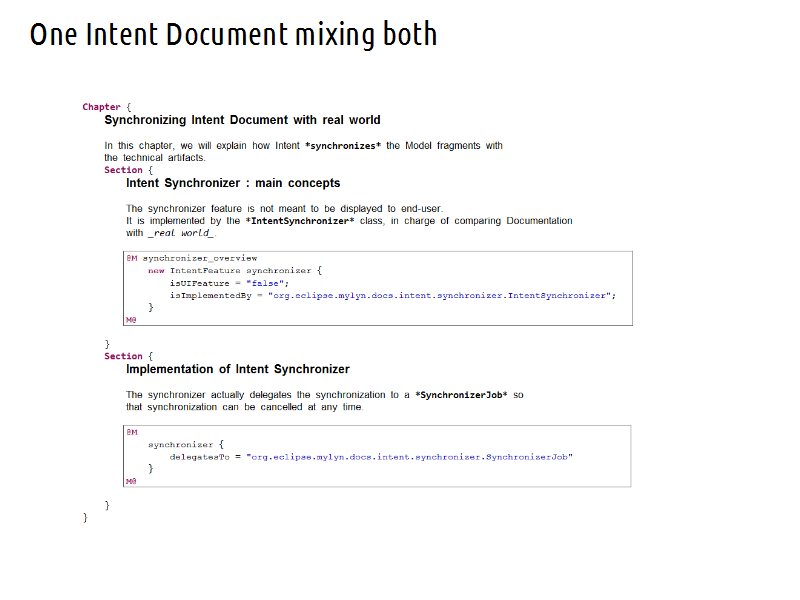 One Intent Document mixing both
Chapter {
Synchronizing Intent Document with real world
In this chapter, we will explain how Intent *synchronizes* the Model fragments with
the technical artifacts.
Section {
Intent Synchronizer : main concepts
The synchronizer feature is not meant to be displayed to end-user.
It is implemented by the *IntentSynchronizer* class, in charge of comparing Documentation
with _real world_.
@M synchronizer_overview
new IntentFeature synchronizer {
isUIFeature = "false";
isImplementedBy = "org.eclipse.mylyn.docs.intent.synchronizer.IntentSynchronizer";
}
M@
}
Section {
Implementation of Intent Synchronizer
The synchronizer actually delegates the synchronization to a *SynchronizerJob* so
that synchronization can be cancelled at any time.
@M
synchronizer {
delegatesTo = "org.eclipse.mylyn.docs.intent.synchronizer.SynchronizerJob"
}
M@
}
}